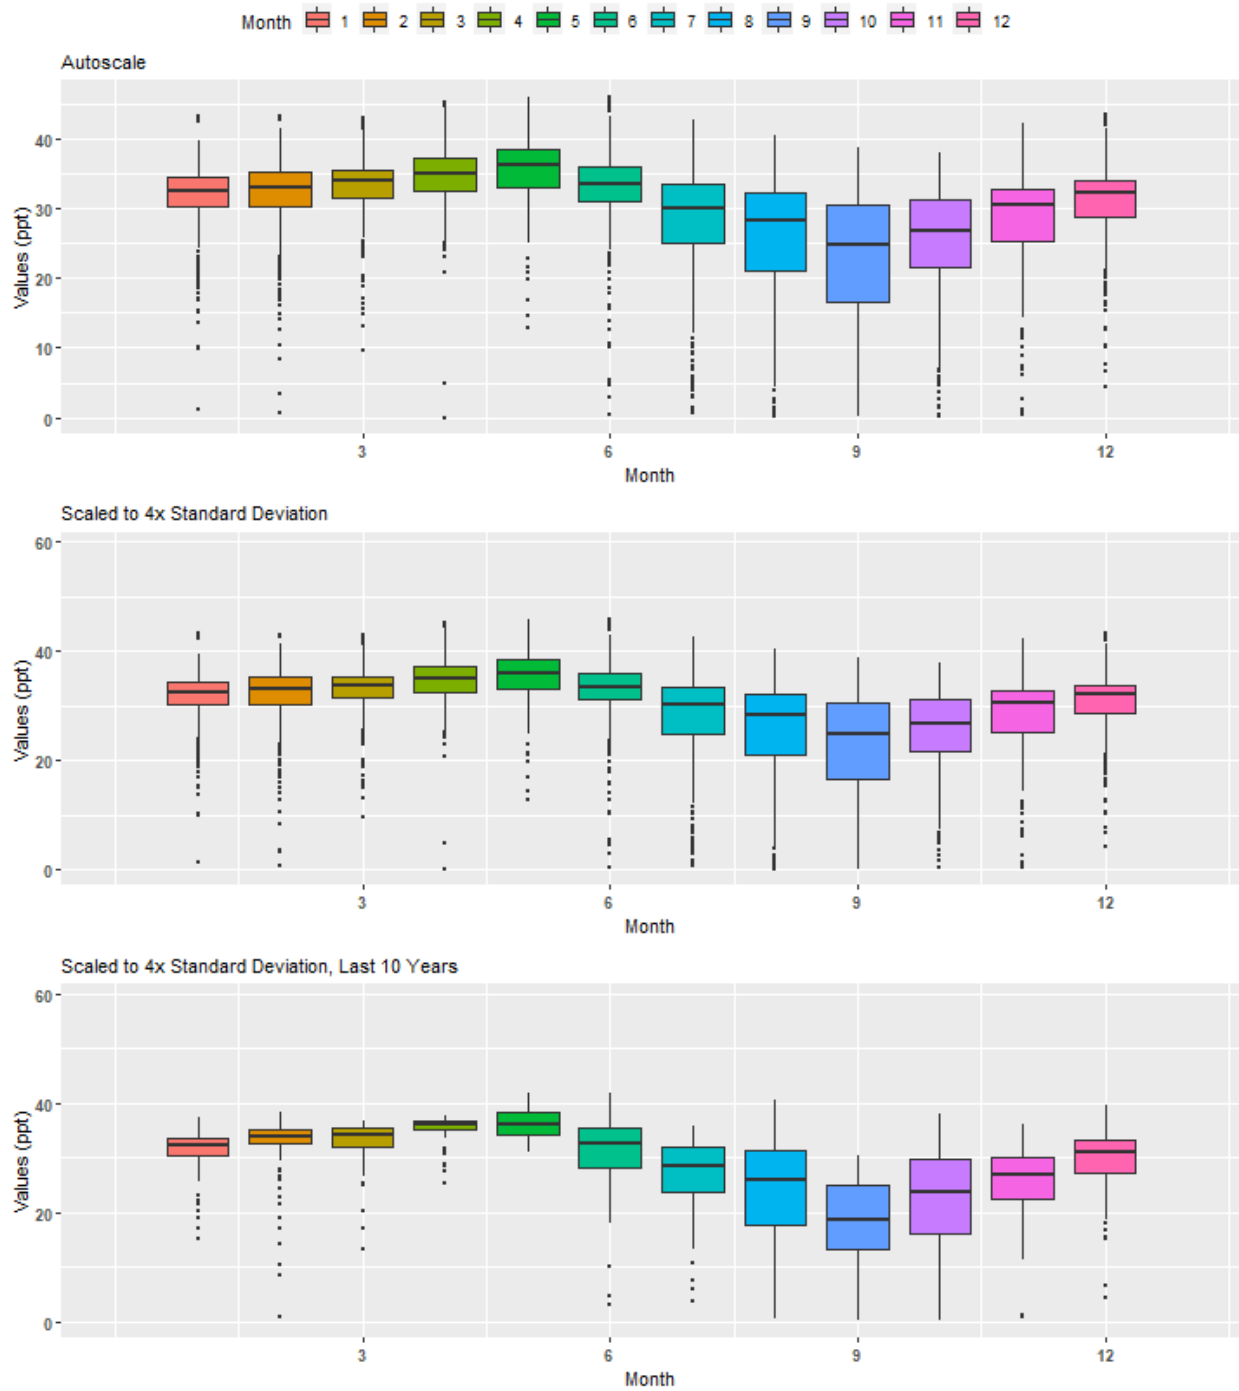 Month 1 2 3 4 5 6 7 8 9 10 11 12
Autoscale
Values (ppt)
40
30
20
10
0
3 6 9 12
Month
Scaled to 4x Standard Deviation
Values (ppt)
60
40
20
0
3 6 9 12
Month
Scaled to 4x Standard Deviation, Last 10 Years
Values (ppt)
60
40
20
0
3 6 9 12
Month